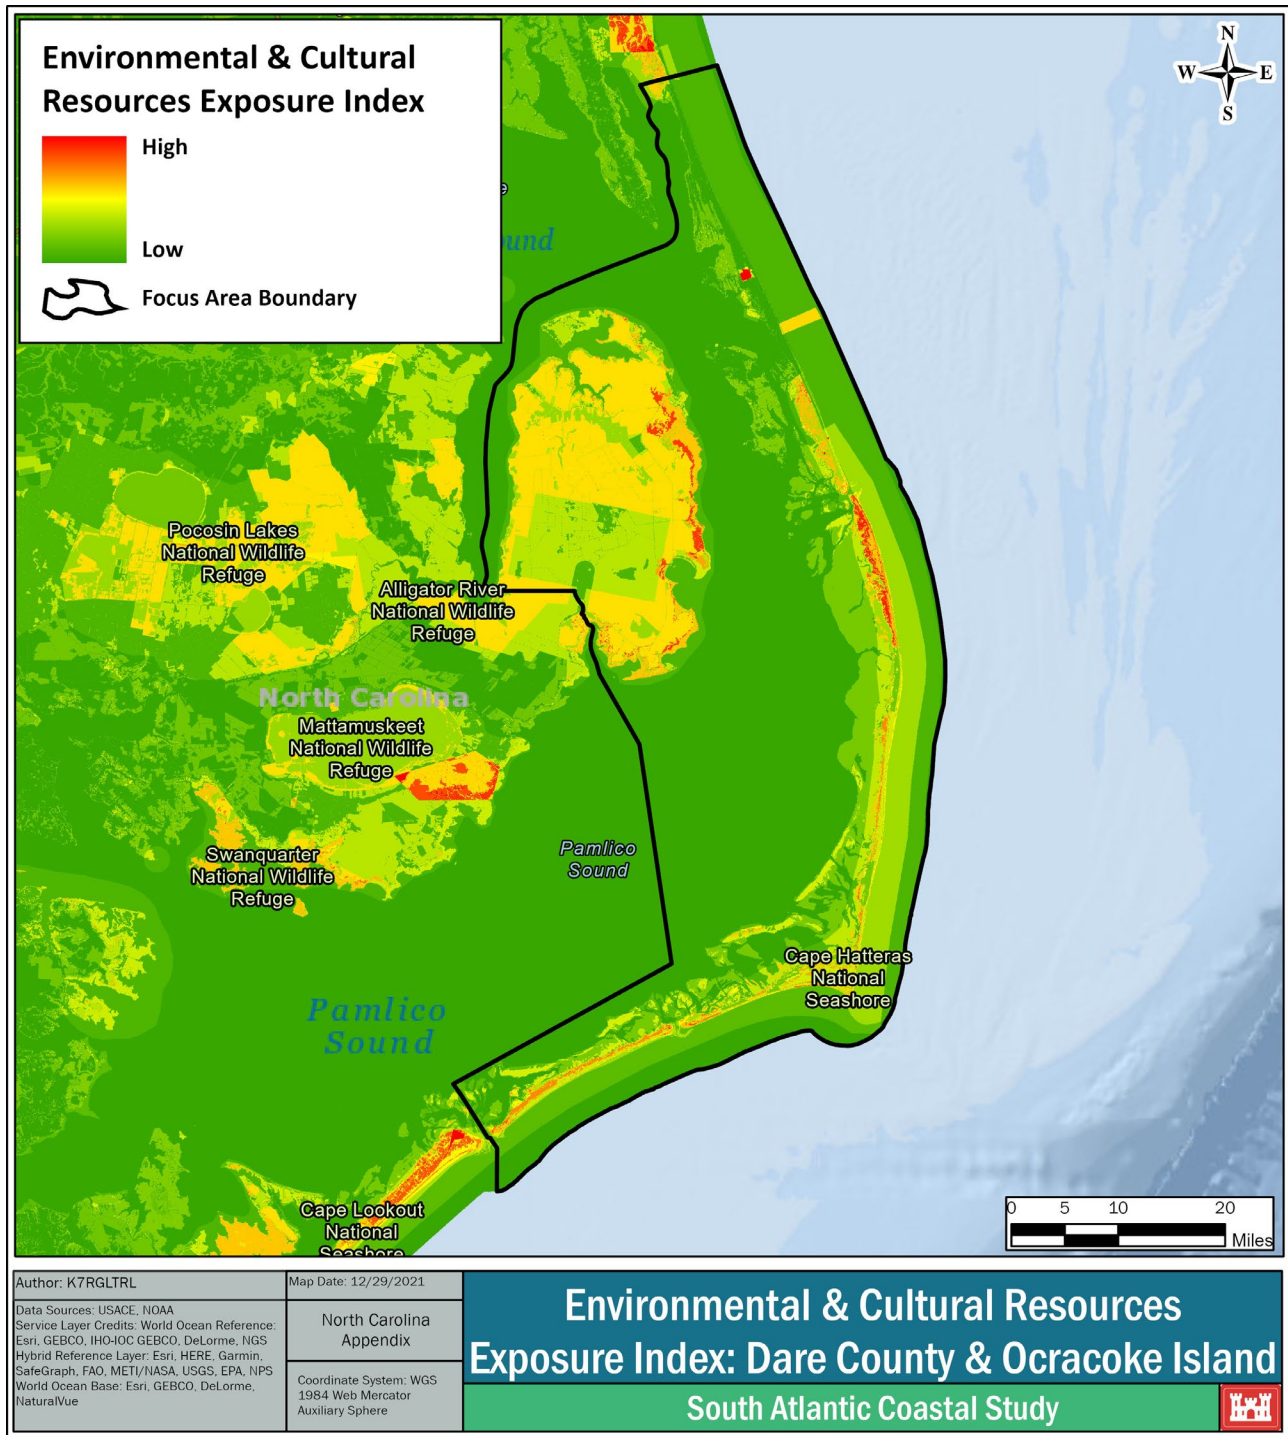 Environmental & Cultural
Resources Exposure Index
High
Low
Focus Area Boundary
N
W
E
S
und
Pocosin Lakes
National Wildlife
Refuge
Alligator River
National Wildlife
Refuge
North Carolina
Mattamuskeet
National Wildlife
Refuge
Swanquarter
National Wildlife
Refuge
Pamlico
Sound
Cape Hatteras
National
Seashore
Pamlico
Sound
Cape Lookout
National
Seashore
0 5 10 20
Miles
Author: K7RGLTRL
Data Sources: USACE, NOAA
Service Layer Credits: World Ocean Reference:
Esri, GEBCO, IHO-IOC GEBCO, DeLorme, NGS
Hybrid Reference Layer: Esri, HERE, Garmin,
SafeGraph, FAO, METI/NASA, USGS, EPA, NPS
World Ocean Base: Esri, GEBCO, DeLorme,
NaturalVue
Map Date: 12/29/2021
North Carolina
Appendix
Coordinate System: WGS
1984 Web Mercator
Auxiliary Sphere
Environmental & Cultural Resources
Exposure Index: Dare County & Ocracoke Island
South Atlantic Coastal Study